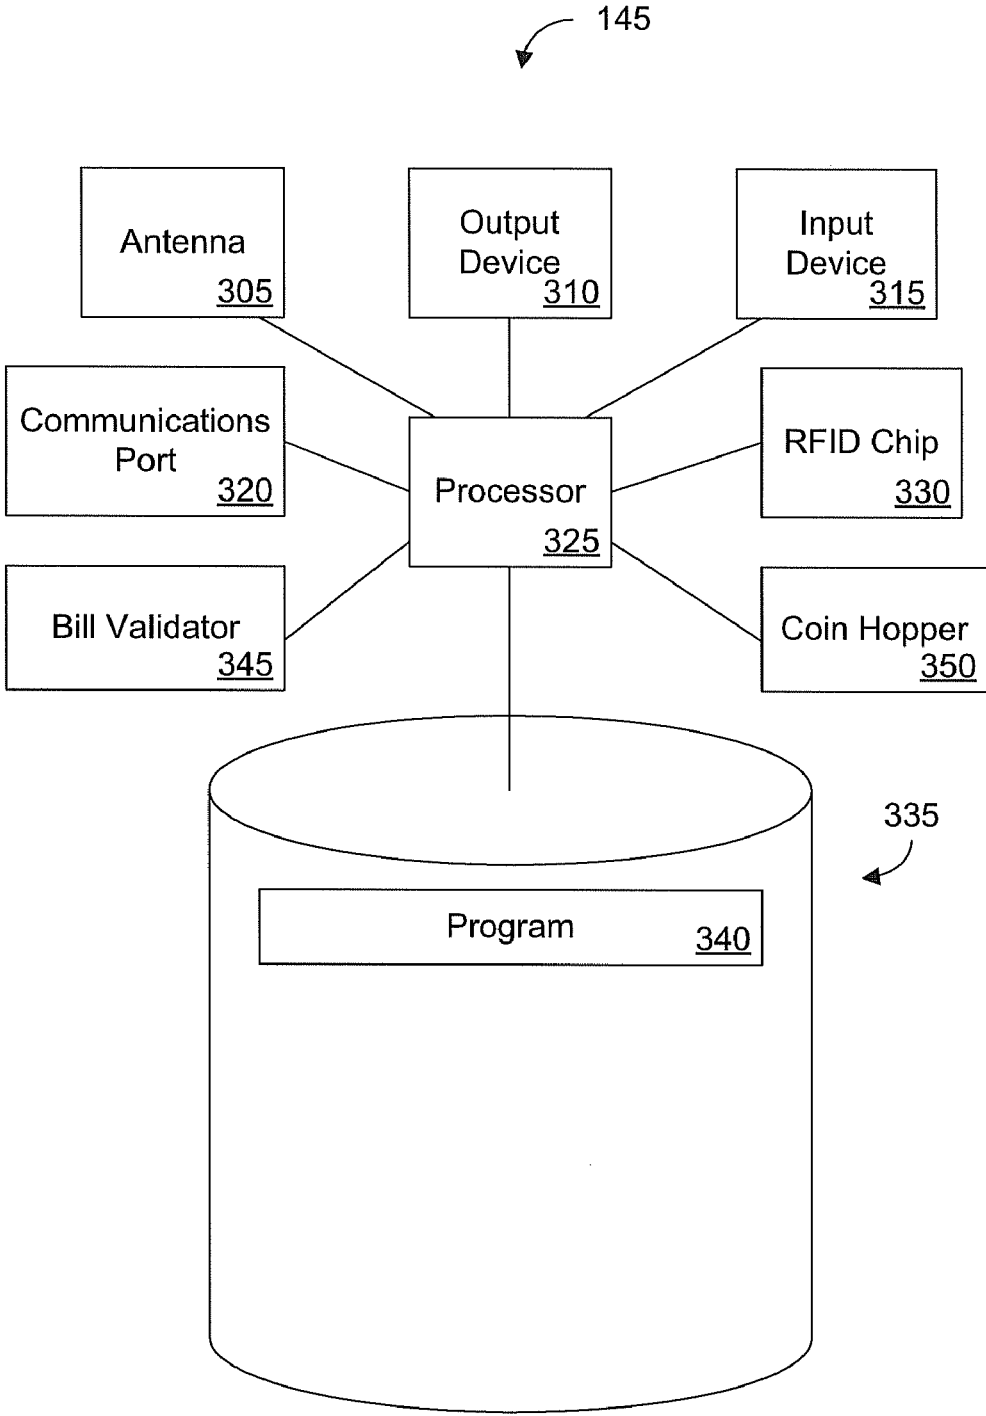 145
Antenna
305
Output
Device
310
Input
Device
315
Communications
Port
320
Processor
325
RFID Chip
330
Bill Validator
345
Coin Hopper
350
335
Program
340